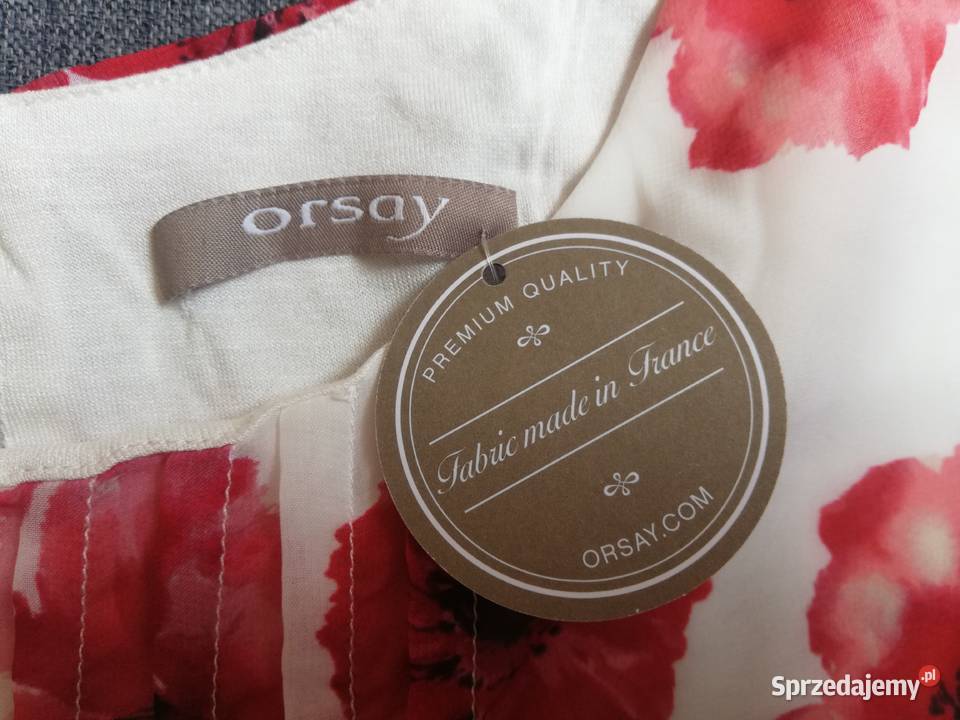 orsay
PREMIUM QUALITY
Fabric made in France
ORSAY.COM
Sprzedajemy.pl